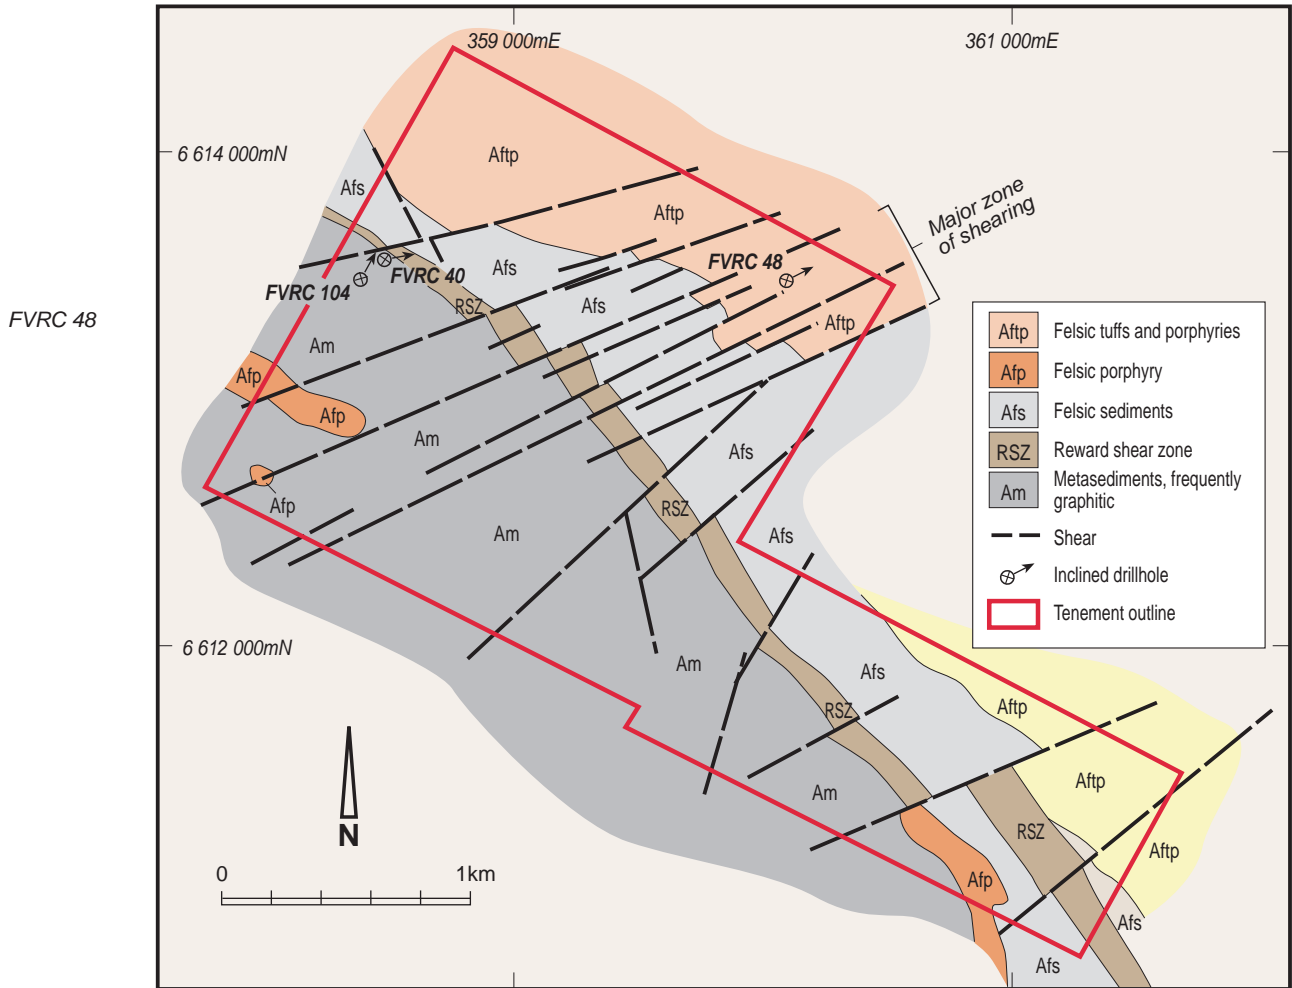 359 000mE
361 000mE
6 614 000mN
Aftp
Afs
Aftp
Major zone
of shearing
FVRC 48
FVRC 40
Afs
FVRC 104
RSZ
Afs
Aftp
FVRC 48
Am
Afp
Afp
Am
Afs
Afp
RSZ
Am
Afs
6 612 000mN
Am
Afs
Aftp
RSZ
Aftp
Am
RSZ
Aftp
Afp
Afs
Afs
N
0
1km
Aftp
Felsic tuffs and porphyries
Afp
Felsic porphyry
Afs
Felsic sediments
RSZ
Reward shear zone
Am
Metasediments, frequently
graphitic
Shear
Inclined drillhole
Tenement outline